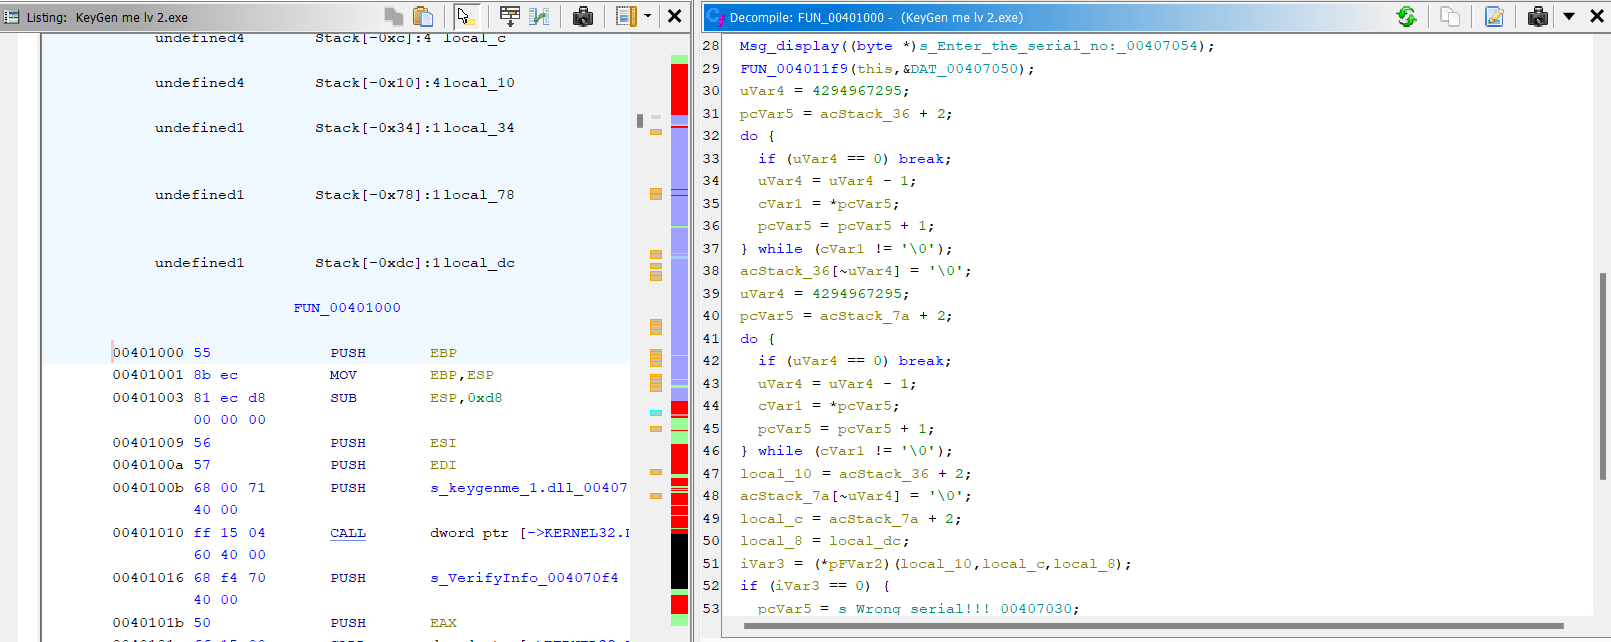 Listing: KeyGen me lv 2.exe
undefined4 Stack[-0xc]:4 local_c
undefined4 Stack[-0x10]:4 local_10
undefined1 Stack[-0x34]:1 local_34
undefined1 Stack[-0x78]:1 local_78
undefined1 Stack[-0xdc]:1 local_dc
FUN_00401000
00401000 55 PUSH EBP
00401001 8b ec MOV EBP,ESP
00401003 81 ec d8 SUB ESP,0xd8
00 00 00
00401009 56 PUSH ESI
0040100a 57 PUSH EDI
0040100b 68 00 71 PUSH s_keygenme_1.dll_00407
40 00
00401010 ff 15 04 CALL dword ptr [->KERNEL32.
60 40 00
00401016 68 f4 70 PUSH s_VerifyInfo_004070f4
40 00
0040101b 50 PUSH EAX
Decompile: FUN_00401000 - (KeyGen me lv 2.exe)
28 Msg_display((byte *)s_Enter_the_serial_no:_00407054);
29 FUN_004011f9(this,&DAT_00407050);
30 uVar4 = 4294967295;
31 pcVar5 = acStack_36 + 2;
32 do {
33 if (uVar4 == 0) break;
34 uVar4 = uVar4 - 1;
35 cVar1 = *pcVar5;
36 pcVar5 = pcVar5 + 1;
37 } while (cVar1 != '\0');
38 acStack_36[~uVar4] = '\0';
39 uVar4 = 4294967295;
40 pcVar5 = acStack_7a + 2;
41 do {
42 if (uVar4 == 0) break;
43 uVar4 = uVar4 - 1;
44 cVar1 = *pcVar5;
45 pcVar5 = pcVar5 + 1;
46 } while (cVar1 != '\0');
47 local_10 = acStack_36 + 2;
48 acStack_7a[~uVar4] = '\0';
49 local_c = acStack_7a + 2;
50 local_8 = local_dc;
51 iVar3 = (*pFVar2)(local_10,local_c,local_8);
52 if (iVar3 == 0) {
53 pcVar5 = s_Wrong_serial!!!_00407030;